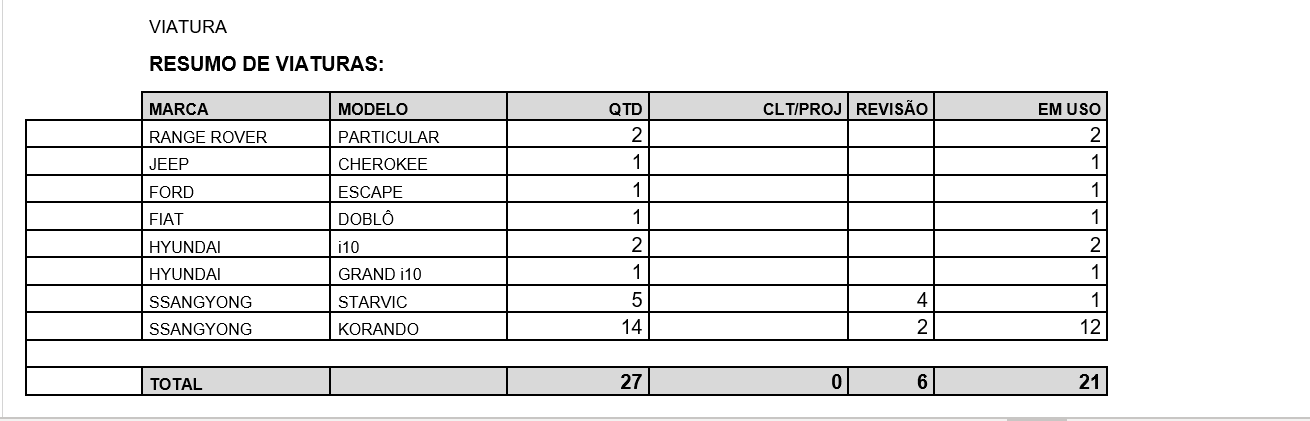 VIATURA
RESUMO DE VIATURAS:
MARCA MODELO QTD CLT/PROJ REVISÃO EM USO
RANGE ROVER PARTICULAR 2 2
JEEP CHEROKEE 1 1
FORD ESCAPE 1 1
FIAT DOBLÔ 1 1
HYUNDAI i10 2 2
HYUNDAI GRAND i10 1 1
SSANGYONG STARVIC 5 4 1
SSANGYONG KORANDO 14 2 12
TOTAL 27 0 6 21